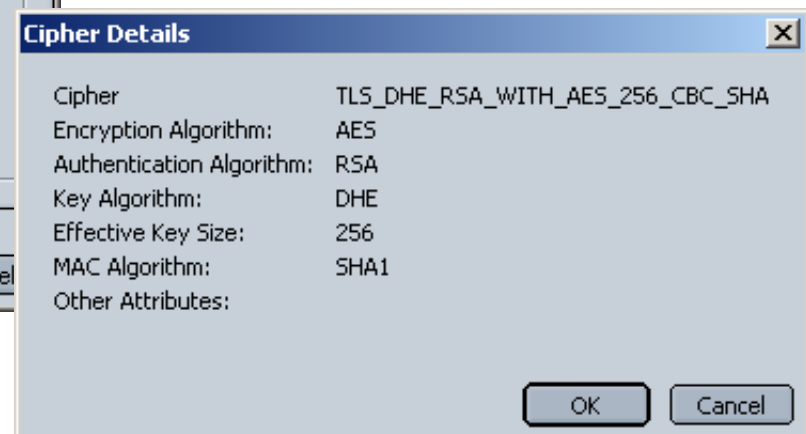 Cipher Details
Cipher TLS_DHE_RSA_WITH_AES_256_CBC_SHA
Encryption Algorithm: AES
Authentication Algorithm: RSA
Key Algorithm: DHE
Effective Key Size: 256
MAC Algorithm: SHA1
Other Attributes:
OK Cancel